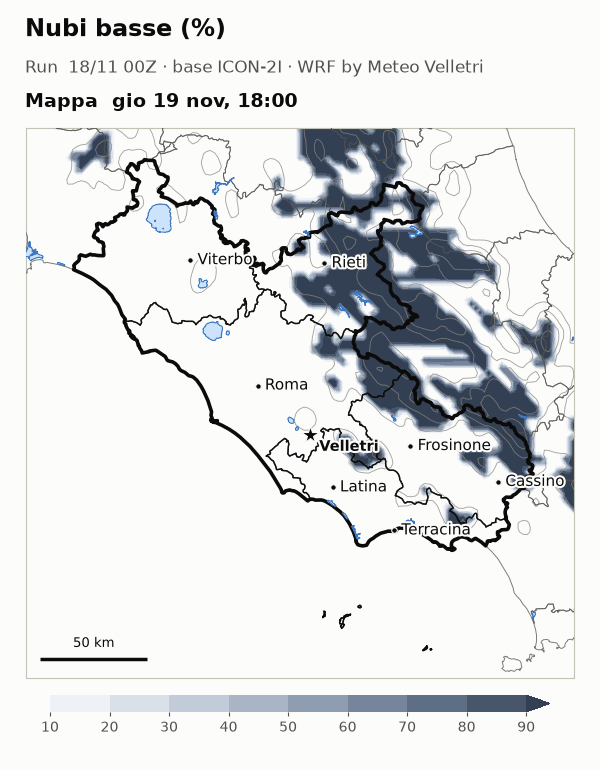 Nubi basse (%)
Run 18/11 00Z · base ICON-2I · WRF by Meteo Velletri
Mappa gio 19 nov, 18:00
Viterbo
Rieti
Roma
Velletri
Frosinone
Latina
Cassino
Terracina
50 km
10 20 30 40 50 60 70 80 90